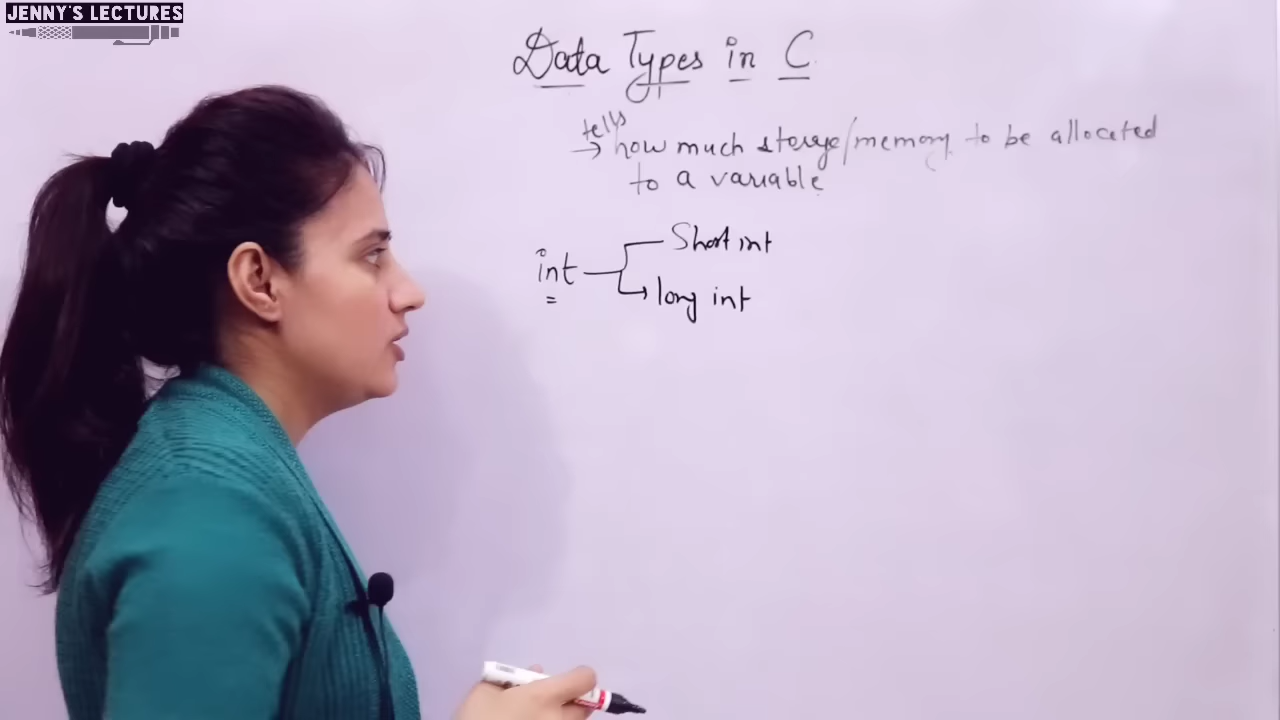 JENNY'S LECTURES
Data Types in C
tells
→ how much storage/memory to be allocated
to a variable
int
Short int
long int